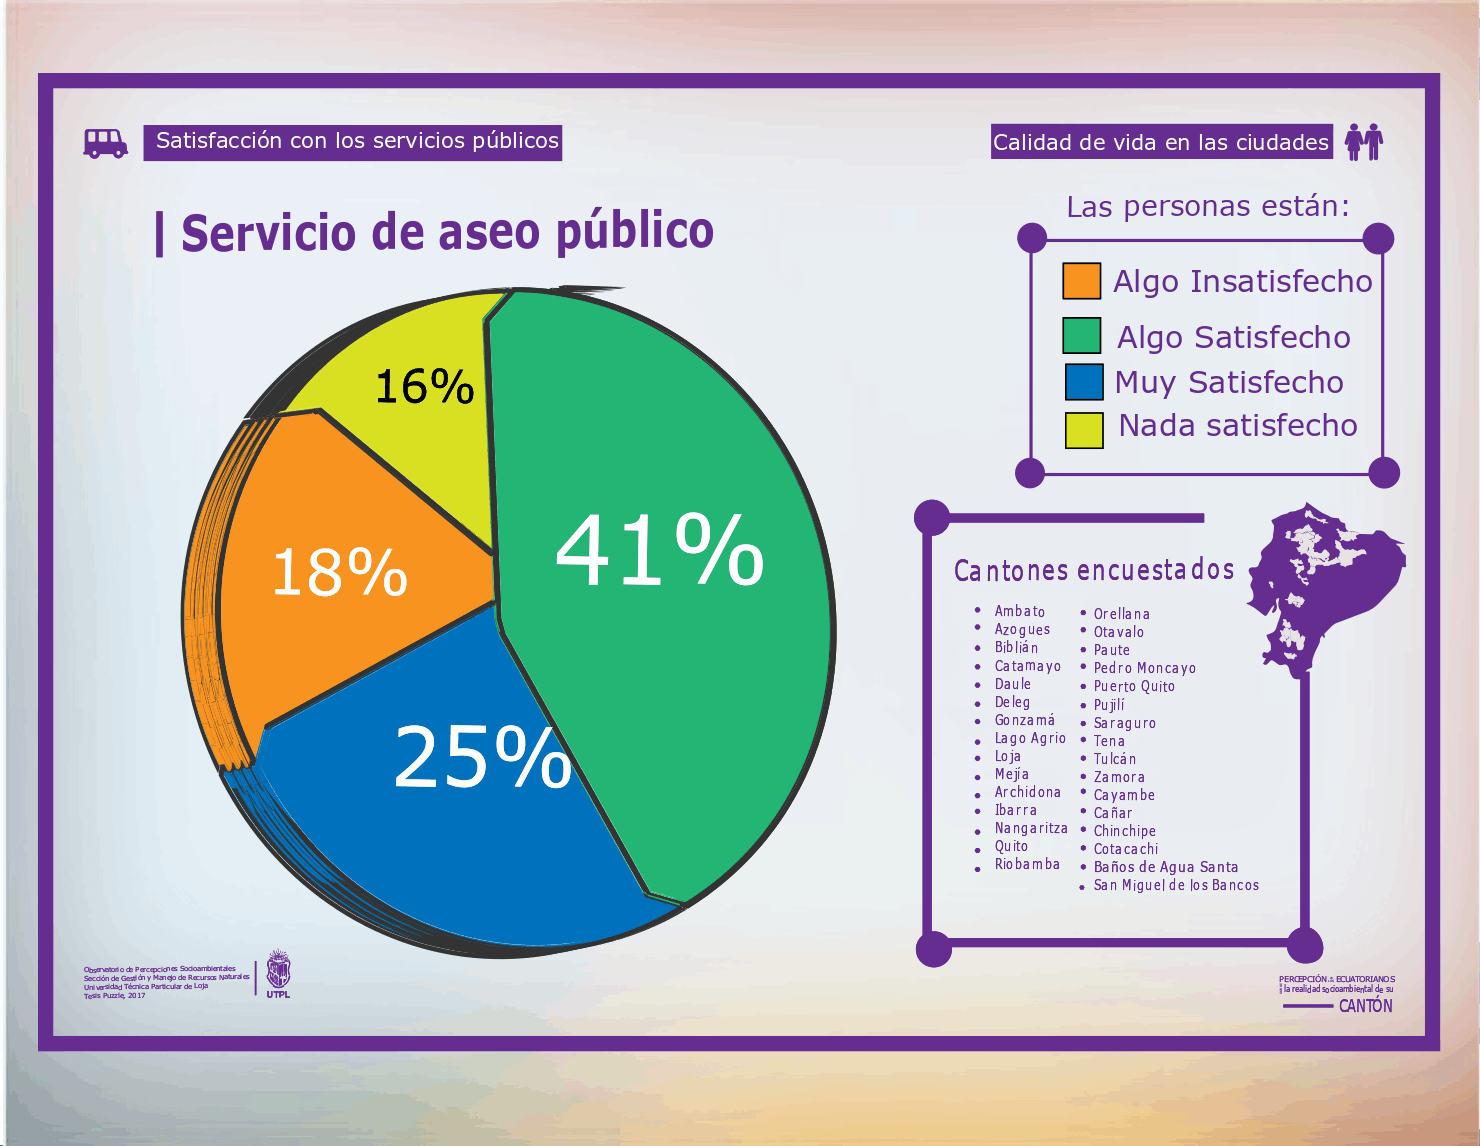 Satisfacción con los servicios públicos
Calidad de vida en las ciudades
| Servicio de aseo público
Las personas están:
Algo Insatisfecho
Algo Satisfecho
Muy Satisfecho
Nada satisfecho
16%
41%
18%
25%
Cantones encuestados
• Ambato
• Azogues
• Biblián
• Catamayo
• Daule
• Deleg
• Gonzamá
• Lago Agrio
• Loja
• Mejía
• Archidona
• Ibarra
• Nangaritza
• Quito
• Riobamba
• Orellana
• Otavalo
• Paute
• Pedro Moncayo
• Puerto Quito
• Pujilí
• Saraguro
• Tena
• Tulcán
• Zamora
• Cayambe
• Cañar
• Chinchipe
• Cotacachi
• Baños de Agua Santa
• San Miguel de los Bancos
Observatorio de Percepciones Socioambientales
Sección de Gestión y Manejo de Recursos Naturales
Universidad Técnica Particular de Loja
Tesis Puzzle, 2017
UTPL
PERCEPCIÓN ECUATORIANOS
la realidad socioambiental de su
CANTÓN